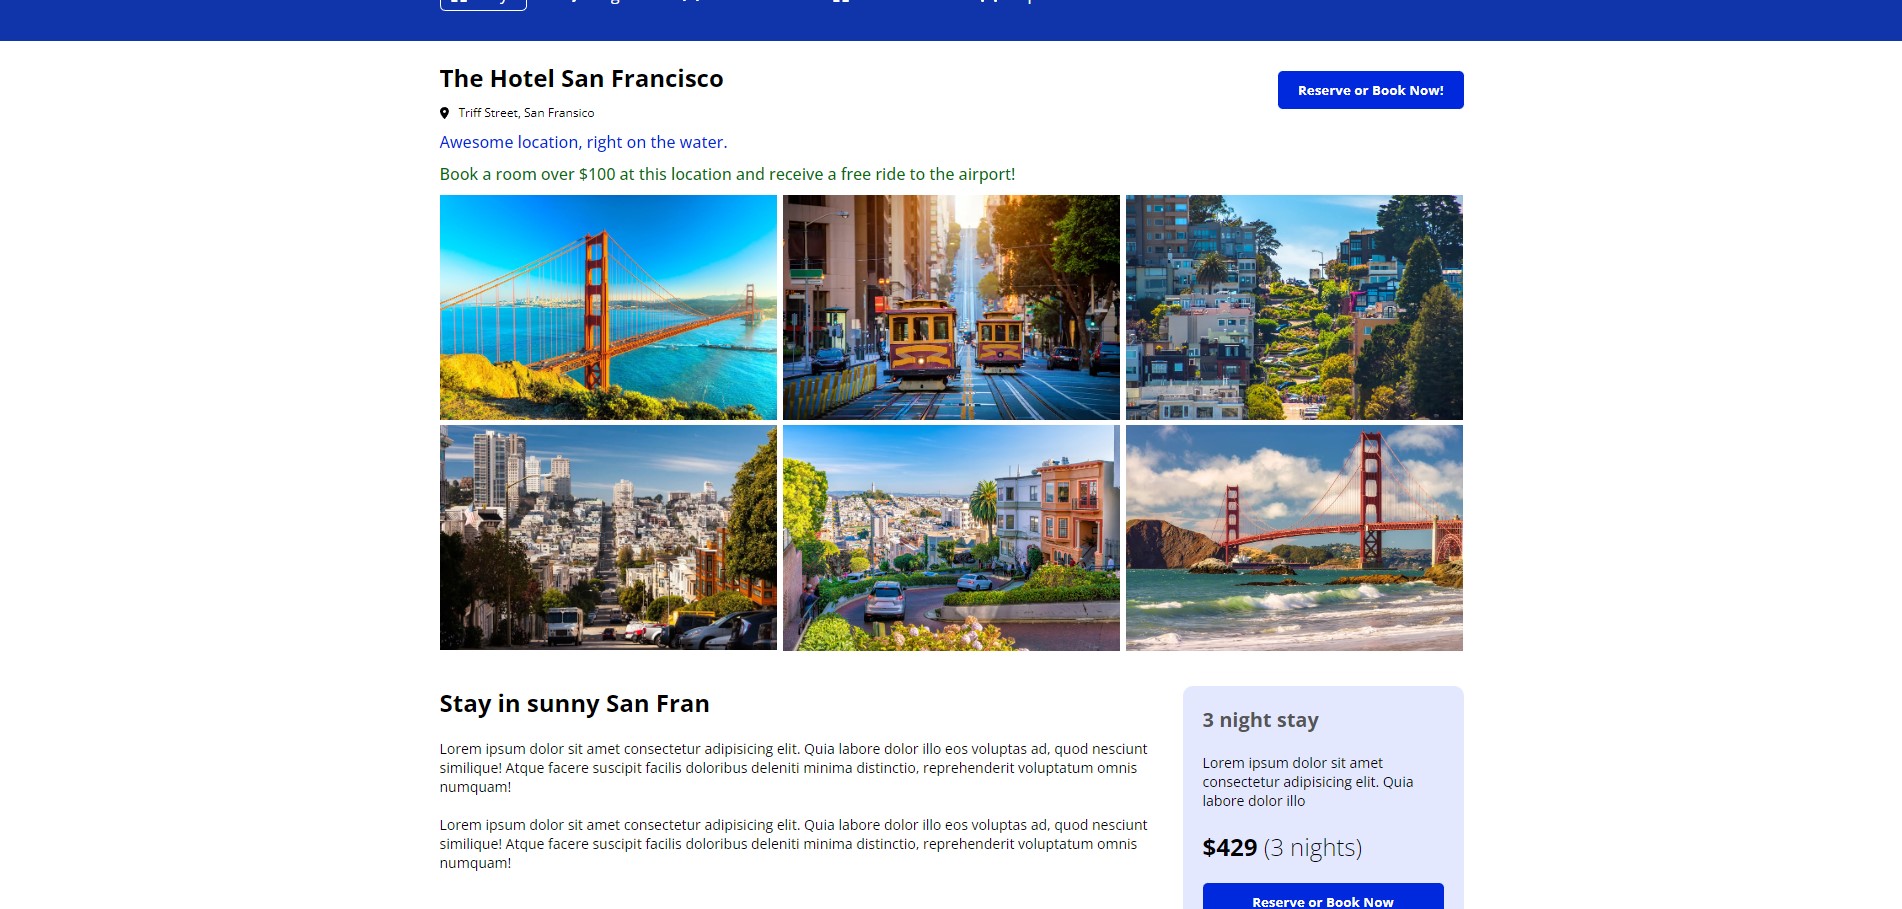 The Hotel San Francisco
Reserve or Book Now!
Triff Street, San Fransico
Awesome location, right on the water.
Book a room over $100 at this location and receive a free ride to the airport!
Stay in sunny San Fran
Lorem ipsum dolor sit amet consectetur adipisicing elit. Quia labore dolor illo eos voluptas ad, quod nesciunt
similique! Atque facere suscipit facilis doloribus deleniti minima distinctio, reprehenderit voluptatum omnis
numquam!
Lorem ipsum dolor sit amet consectetur adipisicing elit. Quia labore dolor illo eos voluptas ad, quod nesciunt
similique! Atque facere suscipit facilis doloribus deleniti minima distinctio, reprehenderit voluptatum omnis
numquam!
3 night stay
Lorem ipsum dolor sit amet
consectetur adipisicing elit. Quia
labore dolor illo
$429 (3 nights)
Reserve or Book Now